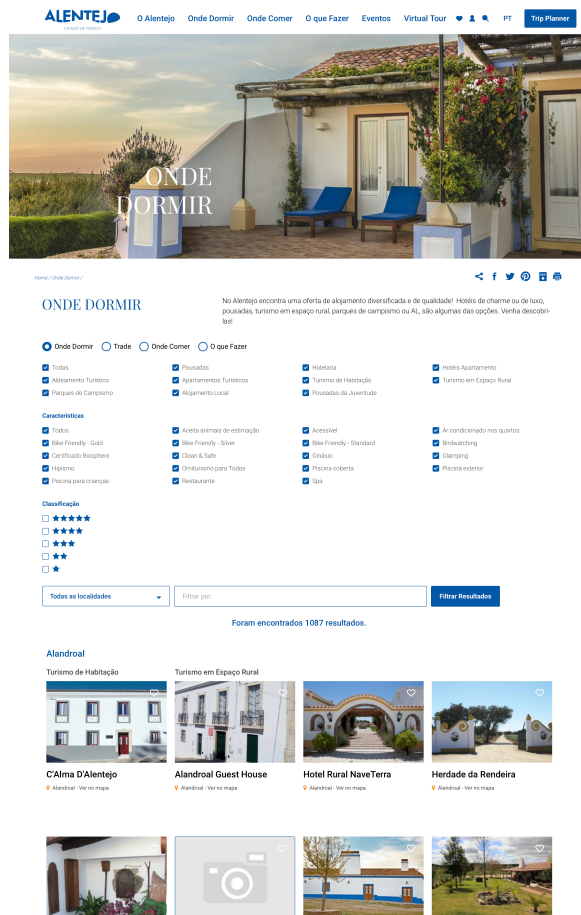 ALENTEJO
O Alentejo
Onde Dormir
Onde Comer
O que Fazer
Eventos
Virtual Tour
PT
Trip Planner
ONDE
DORMIR
Home / Onde Dormir /
ONDE DORMIR
No Alentejo encontra uma oferta de alojamento diversificada e de qualidade! Hotéis de charme ou de luxo,
pousadas, turismo em espaço rural, parques de campismo ou AL, são algumas das opções. Venha descobri-
las!
Onde Dormir Trade Onde Comer O que Fazer
Todas Pousadas Hotelaria Hotéis Apartamento
Aldeamento Turístico Apartamentos Turísticos Turismo de Habitação Turismo em Espaço Rural
Parques de Campismo Alojamento Local Pousadas da Juventude
Características
Todos Aceita animais de estimação Acessível Ar condicionado nos quartos
Bike Friendly - Gold Bike Friendly - Silver Bike Friendly - Standard Birdwatching
Certificado Biosphere Clean & Safe Ginásio Glamping
Hipismo Orniturismo para Todos Piscina coberta Piscina exterior
Piscina para crianças Restaurante Spa
Classificação
Todas as localidades
Filtrar por:
Filtrar Resultados
Foram encontrados 1087 resultados.
Alandroal
Turismo de Habitação Turismo em Espaço Rural
C'Alma D'Alentejo Alandroal Guest House Hotel Rural NaveTerra Herdade da Rendeira
Alandroal - Ver no mapa Alandroal - Ver no mapa Alandroal - Ver no mapa Alandroal - Ver no mapa